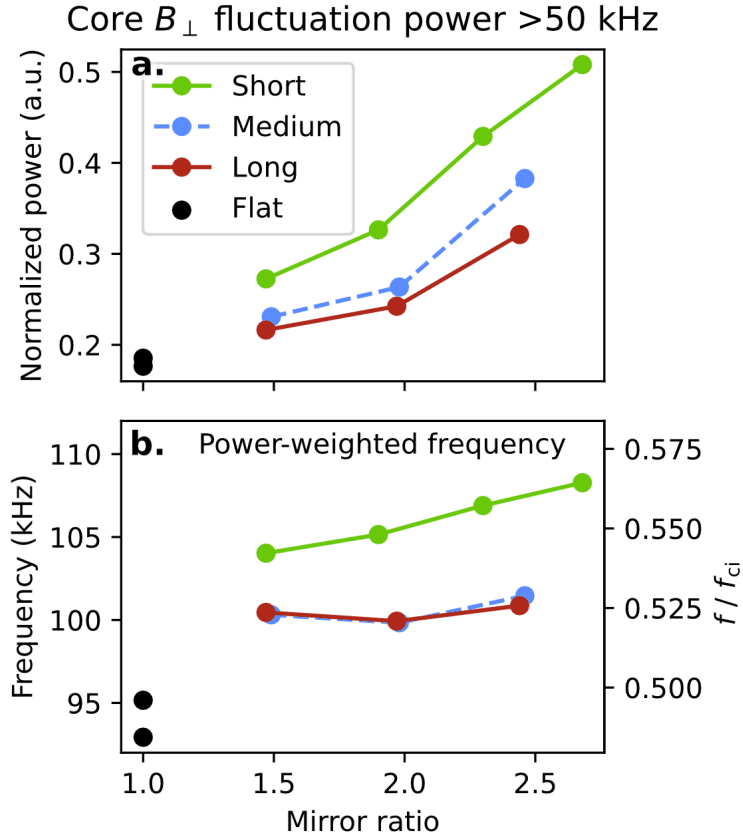 Core B⊥ fluctuation power >50 kHz
a.
Normalized power (a.u.)
0.5
0.4
0.3
0.2
Short
Medium
Long
Flat
b.
Power-weighted frequency
Frequency (kHz)
110
105
100
95
0.575
0.550
0.525
0.500
f / f_ci
1.0 1.5 2.0 2.5
Mirror ratio